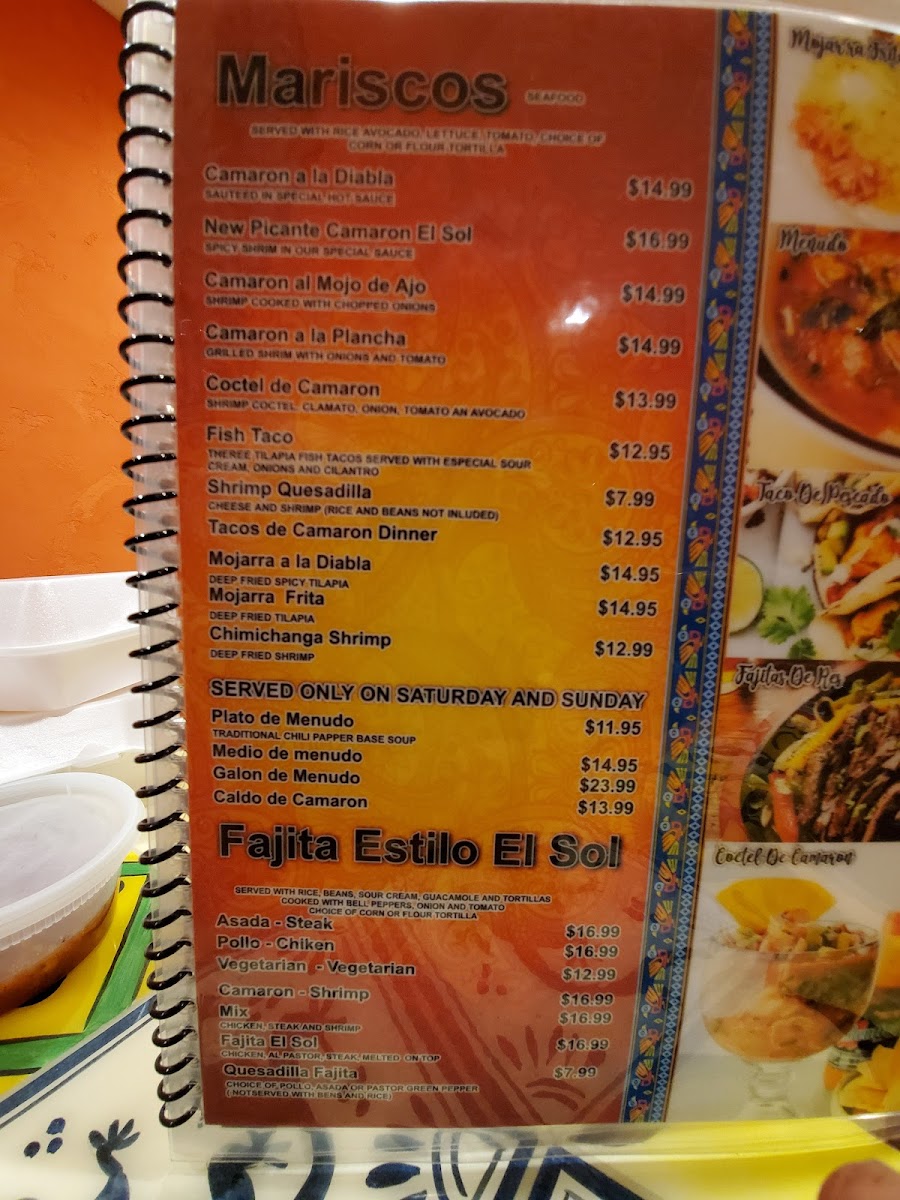 Mariscos SEAFOOD
SERVED WITH RICE AVOCADO, LETTUCE, TOMATO, CHOICE OF
CORN OR FLOUR TORTILLA
Camaron a la Diabla $14.99
SAUTEED IN SPECIAL HOT SAUCE
New Picante Camaron El Sol $16.99
SPICY SHRIM IN OUR SPECIAL SAUCE
Camaron al Mojo de Ajo $14.99
SHRIMP COOKED WITH CHOPPED ONIONS
Camaron a la Plancha $14.99
GRILLED SHRIM WITH ONIONS AND TOMATO
Coctel de Camaron $13.99
SHRIMP COCTEL, CLAMATO, ONION, TOMATO AN AVOCADO
Fish Taco $12.95
THEREE TILAPIA FISH TACOS SERVED WITH ESPECIAL SOUR
CREAM, ONIONS AND CILANTRO
Shrimp Quesadilla $7.99
CHEESE AND SHRIMP (RICE AND BEANS NOT INLUDED)
Tacos de Camaron Dinner $12.95
Mojarra a la Diabla $14.95
DEEP FRIED SPICY TILAPIA
Mojarra Frita $14.95
DEEP FRIED TILAPIA
Chimichanga Shrimp $12.99
DEEP FRIED SHRIMP
SERVED ONLY ON SATURDAY AND SUNDAY
Plato de Menudo $11.95
TRADITIONAL CHILI PAPPER BASE SOUP
Medio de menudo $14.95
Galon de Menudo $23.99
Caldo de Camaron $13.99
Fajita Estilo El Sol
SERVED WITH RICE, BEANS, SOUR CREAM, GUACAMOLE AND TORTILLAS
COOKED WITH BELL PEPPERS, ONION AND TOMATO
CHOICE OF CORN OR FLOUR TORTILLA
Asada - Steak $16.99
Pollo - Chiken $16.99
Vegetarian - Vegetarian $12.99
Camaron - Shrimp $16.99
Mix $16.99
CHICKEN, STEAK AND SHRIMP
Fajita El Sol $16.99
CHICKEN, AL PASTOR, STEAK, MELTED ON TOP
Quesadilla Fajita $7.99
CHOICE OF POLLO, ASADA OR PASTOR GREEN PEPPER
(NOTSERVED WITH BENS AND RICE)
Mojarra Frita
Menudo
Taco De Pescado
Fajitas De Res
Coctel De Camaron